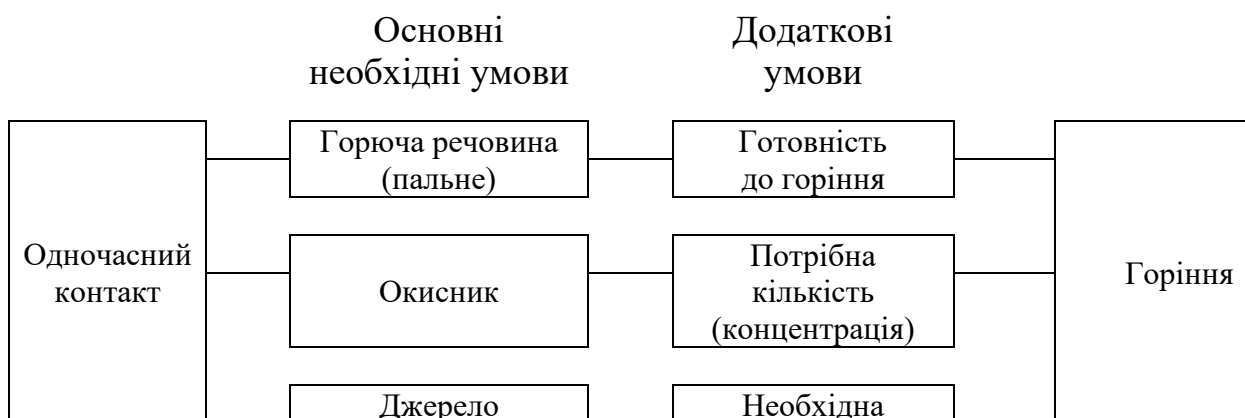 Основні
необхідні умови
Додаткові
умови
Одночасний
контакт
Горюча речовина
(пальне)
Готовність
до горіння
Окисник
Потрібна
кількість
(концентрація)
Горіння
Джерело
Необхідна